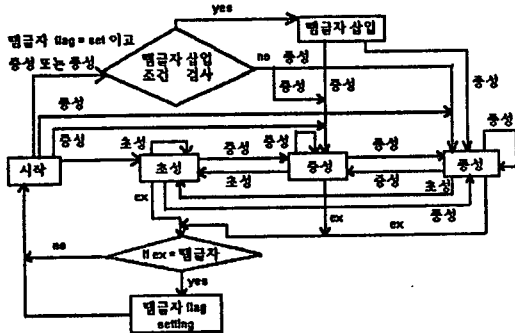 yes
땜글자 삽입
땜글자 flag = set 이고
중성 또는 종성
땜글자 삽입
조건 검사
no 종성
중성
중성
종성
종성
중성
초성
중성
중성
중성
종성
종성
시작
초성
중성
종성
초성
중성
초성
종성
ex
ex
ex
if ex = 땜글자
no
yes
땜글자 flag
setting